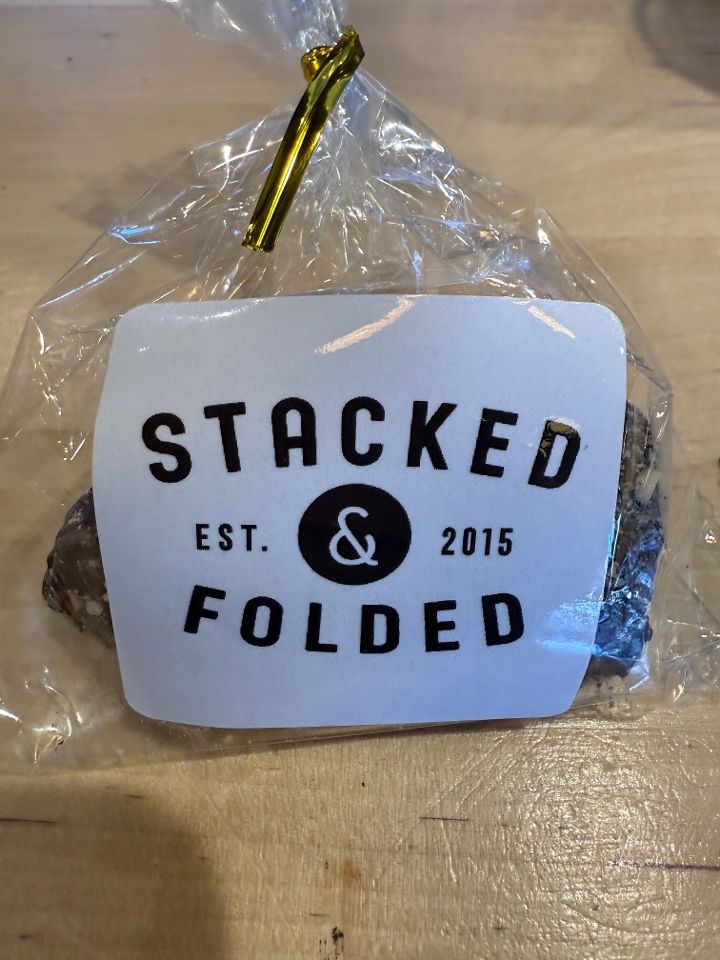 STACKED
EST. & 2015
FOLDED